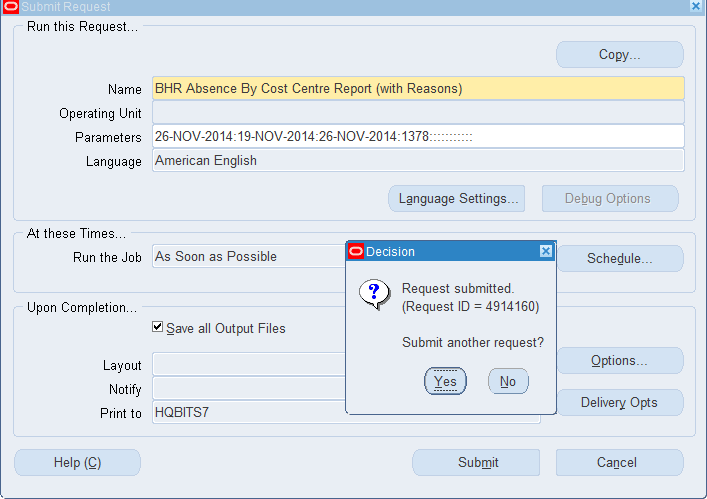 Submit Request
Run this Request...
Copy...
Name BHR Absence By Cost Centre Report (with Reasons)
Operating Unit
Parameters 26-NOV-2014:19-NOV-2014:26-NOV-2014:1378:::::::::::
Language American English
Language Settings... Debug Options
At these Times...
Run the Job As Soon as Possible Schedule...
Decision
Request submitted.
(Request ID = 4914160)
Submit another request?
Yes No
Upon Completion...
Save all Output Files
Layout Options...
Notify
Print to HQBITS7 Delivery Opts
Help (C) Submit Cancel